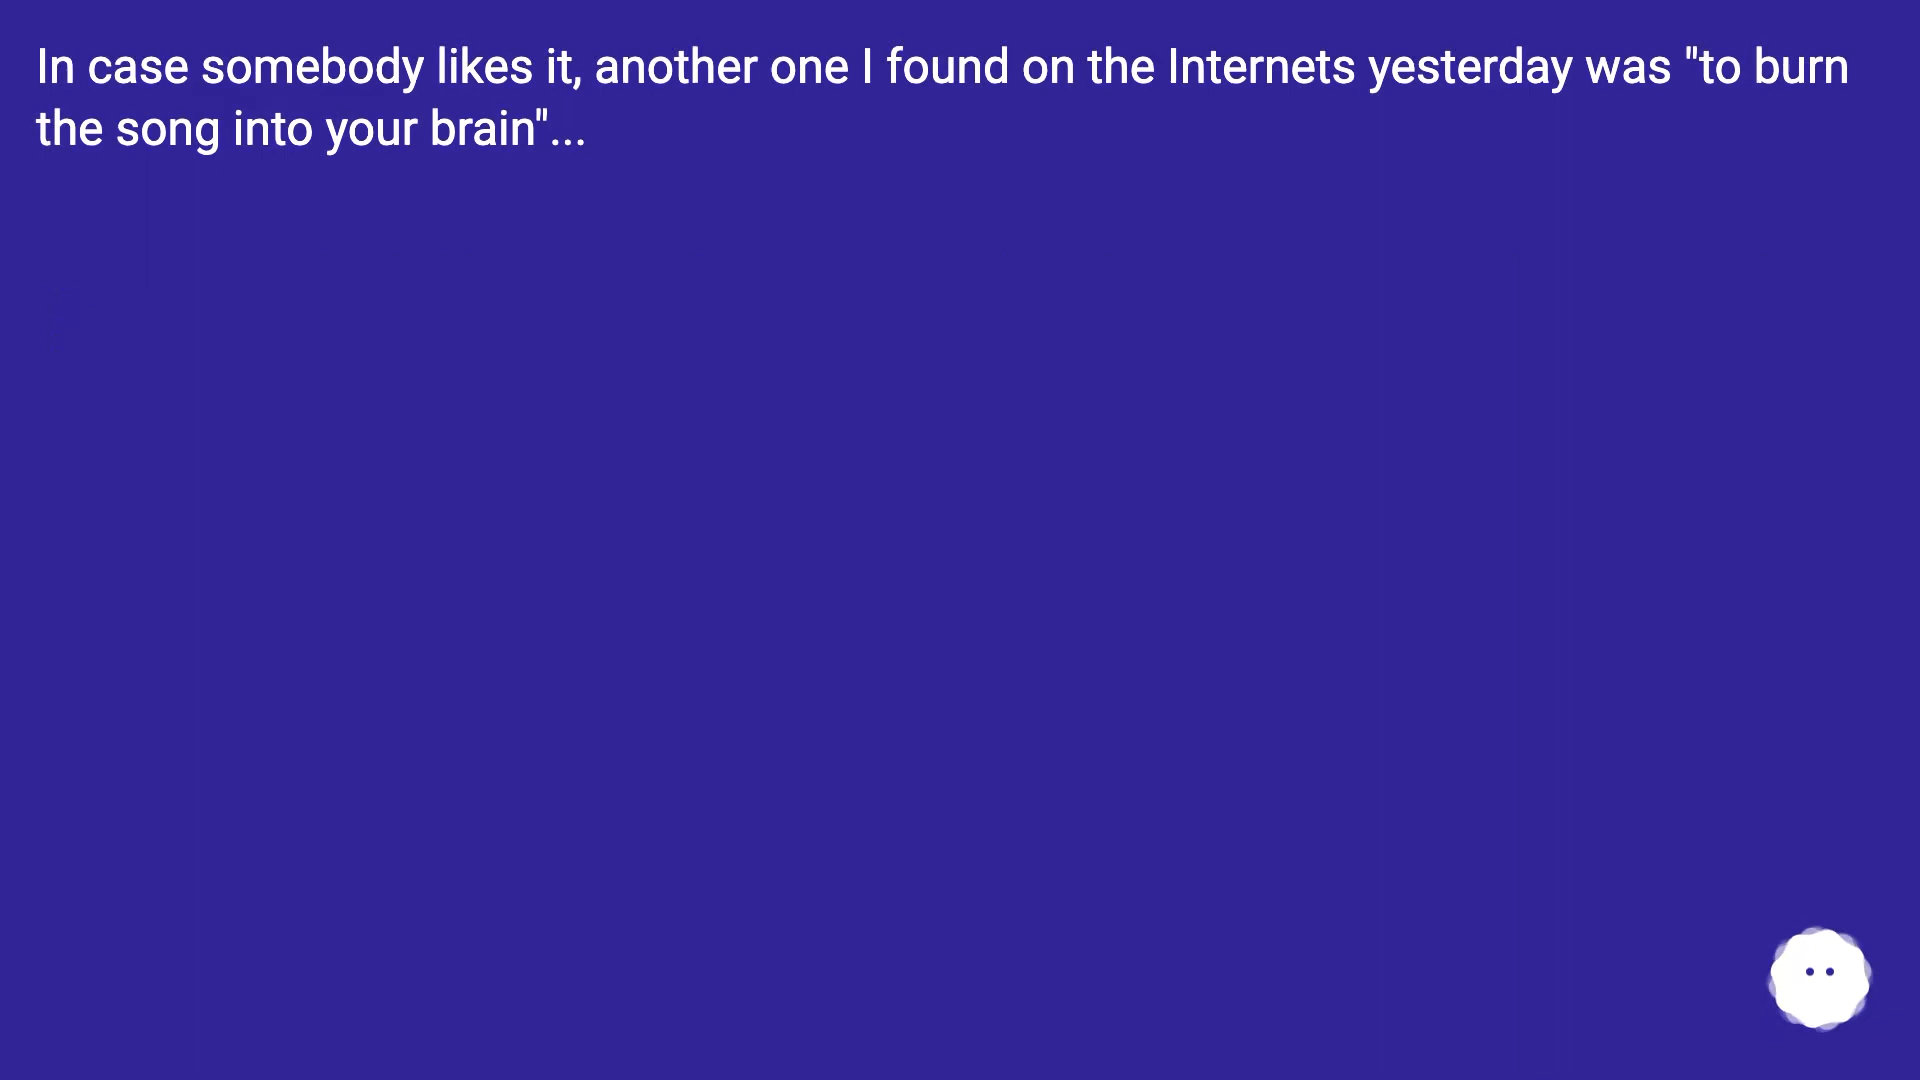 In case somebody likes it, another one I found on the Internets yesterday was "to burn
the song into your brain"...